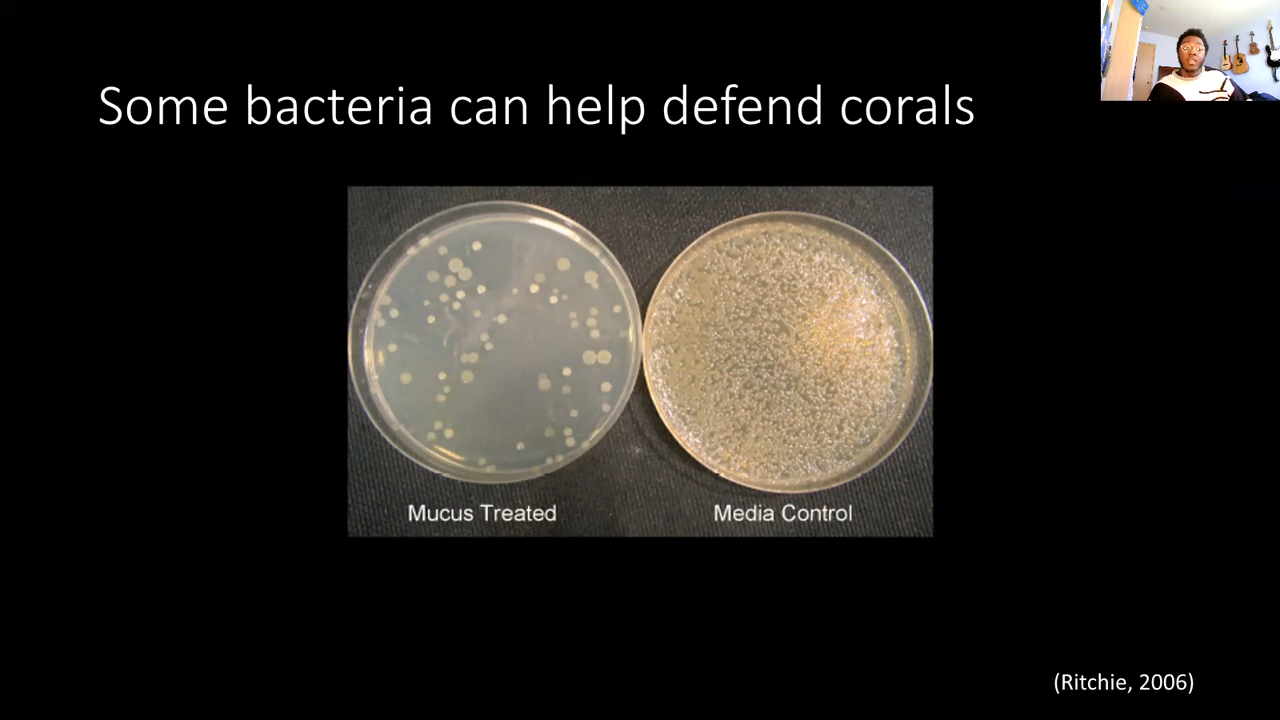 Some bacteria can help defend corals
Mucus Treated
Media Control
(Ritchie, 2006)